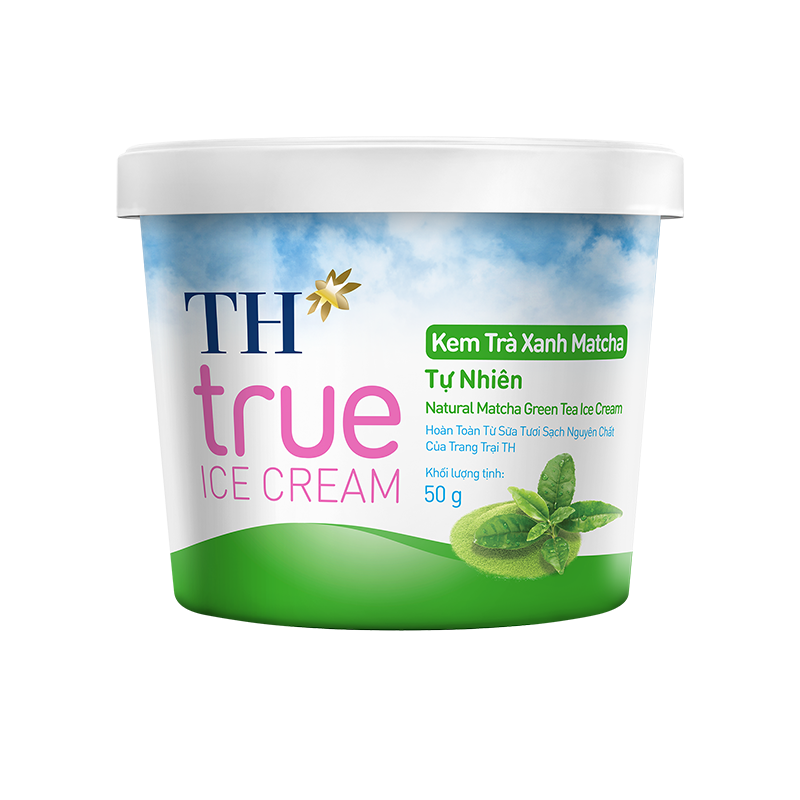 TH
true
ICE CREAM
Kem Trà Xanh Matcha
Tự Nhiên
Natural Matcha Green Tea Ice Cream
Hoàn Toàn Từ Sữa Tươi Sạch Nguyên Chất
Của Trang Trại TH
Khối lượng tịnh:
50 g